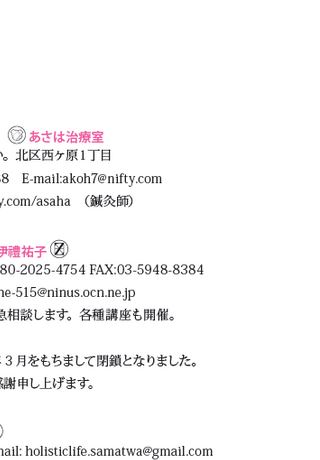 あさは治療室
い。北区西ヶ原1丁目
8 E-mail:akoh7@nifty.com
y.com/asaha （鍼灸師）
伊禮祐子
80-2025-4754 FAX:03-5948-8384
ne-515@ninus.ocn.ne.jp
急相談します。各種講座も開催。
年3月をもちまして閉鎖となりました。
感謝申し上げます。
mail: holisticlife.samatwa@gmail.com